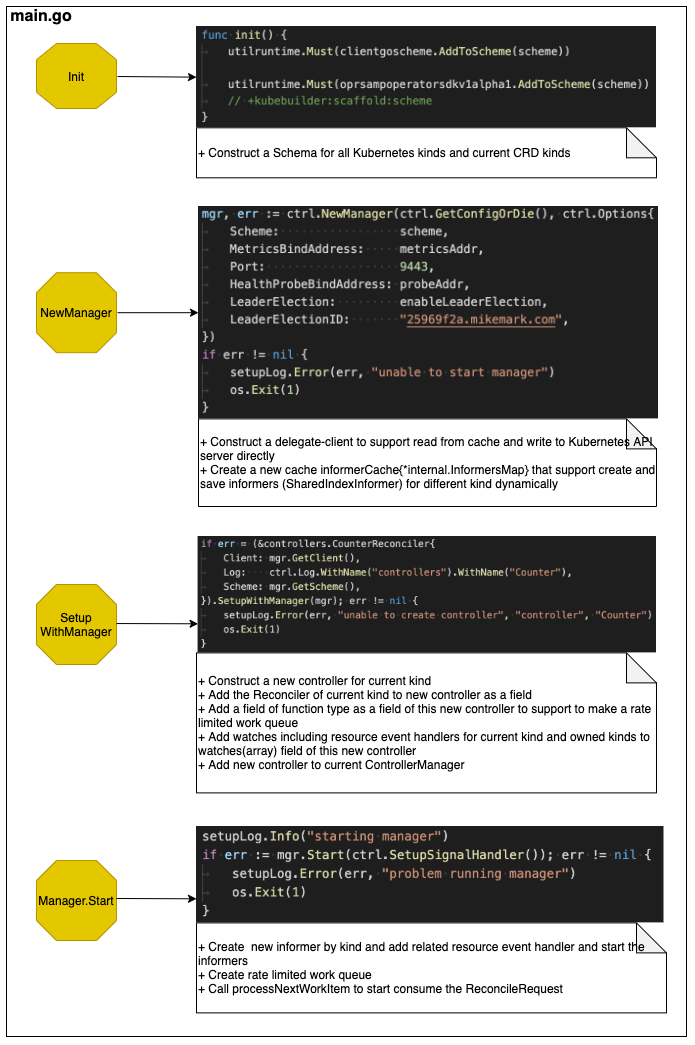 main.go
Init
func init() {
utilruntime.Must(clientgoscheme.AddToScheme(scheme))
utilruntime.Must(oprsampoperatorsdkv1alpha1.AddToScheme(scheme))
// +kubebuilder:scaffold:scheme
}
+ Construct a Schema for all Kubernetes kinds and current CRD kinds
NewManager
mgr, err := ctrl.NewManager(ctrl.GetConfigOrDie(), ctrl.Options{
Scheme: scheme,
MetricsBindAddress: metricsAddr,
Port: 9443,
HealthProbeBindAddress: probeAddr,
LeaderElection: enableLeaderElection,
LeaderElectionID: "25969f2a.mikemark.com",
})
if err != nil {
setupLog.Error(err, "unable to start manager")
os.Exit(1)
}
+ Construct a delegate-client to support read from cache and write to Kubernetes API
server directly
+ Create a new cache informerCache{*internal.InformersMap} that support create and
save informers (SharedIndexInformer) for different kind dynamically
Setup
WithManager
if err = (&controllers.CounterReconciler{
Client: mgr.GetClient(),
Log: ctrl.Log.WithName("controllers").WithName("Counter"),
Scheme: mgr.GetScheme(),
}).SetupWithManager(mgr); err != nil {
setupLog.Error(err, "unable to create controller", "controller", "Counter")
os.Exit(1)
}
+ Construct a new controller for current kind
+ Add the Reconciler of current kind to new controller as a field
+ Add a field of function type as a field of this new controller to support to make a rate
limited work queue
+ Add watches including resource event handlers for current kind and owned kinds to
watches(array) field of this new controller
+ Add new controller to current ControllerManager
Manager.Start
setupLog.Info("starting manager")
if err := mgr.Start(ctrl.SetupSignalHandler()); err != nil {
setupLog.Error(err, "problem running manager")
os.Exit(1)
}
+ Create  new informer by kind and add related resource event handler and start the
informers
+ Create rate limited work queue
+ Call processNextWorkItem to start consume the ReconcileRequest